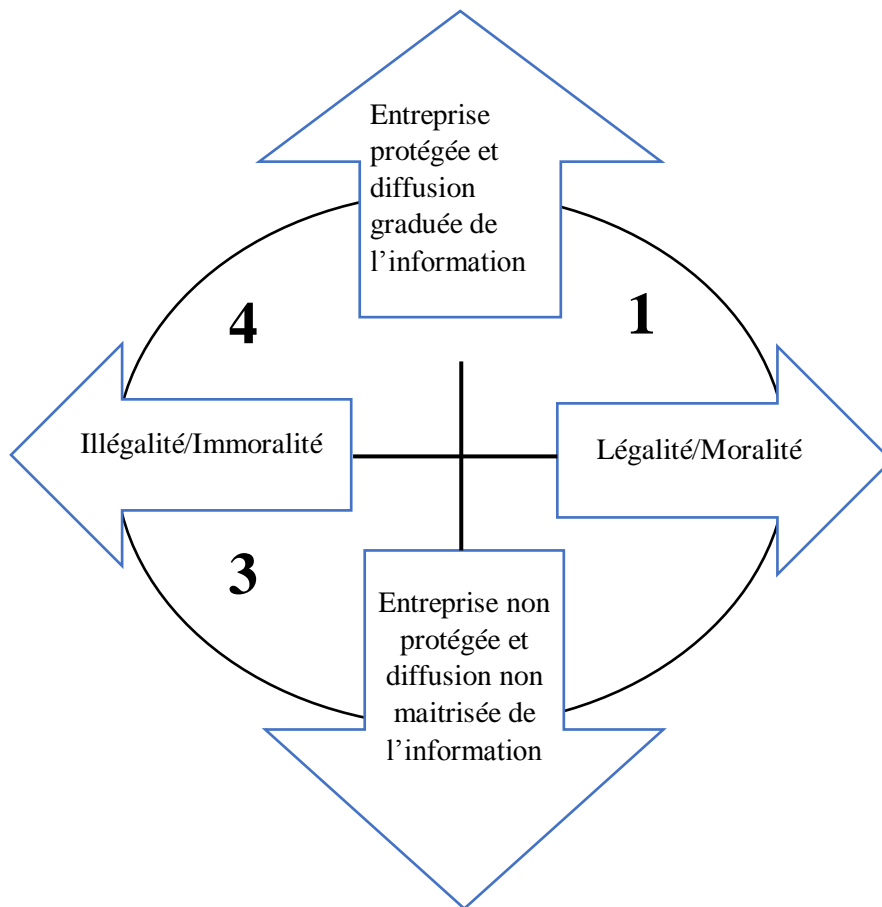 Entreprise
protégée et
diffusion
graduée de
l’information
4
1
Illégalité/Immoralité
Légalité/Moralité
3
Entreprise non
protégée et
diffusion non
maitrisée de
l’information